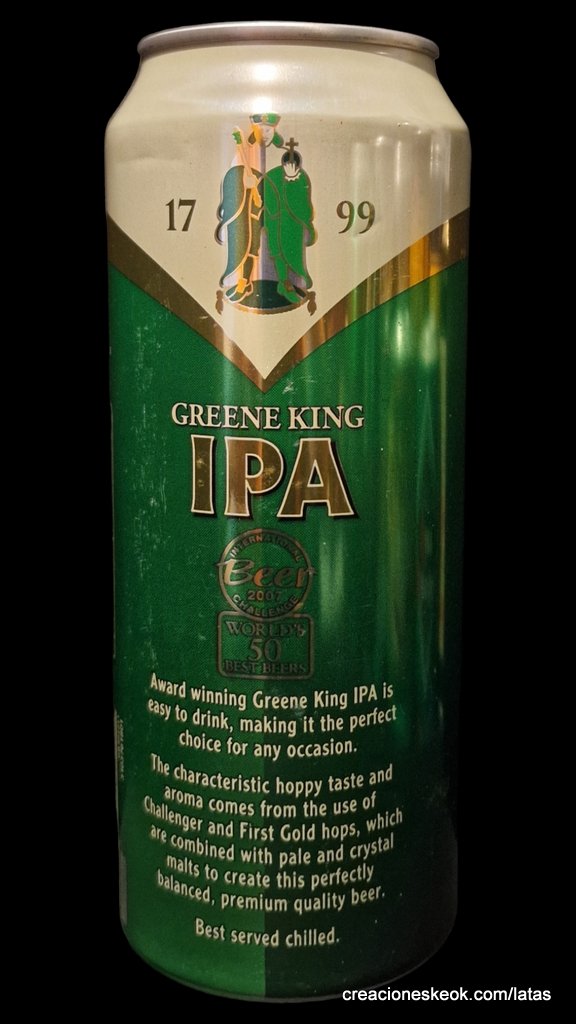 17 99
GREENE KING
IPA
INTERNATIONAL
Beer
2007
CHALLENGE
WORLD'S
50
BEST BEERS
Award winning Greene King IPA is
easy to drink, making it the perfect
choice for any occasion.
The characteristic hoppy taste and
aroma comes from the use of
Challenger and First Gold hops, which
are combined with pale and crystal
malts to create this perfectly
balanced, premium quality beer.
Best served chilled.
creacioneskeok.com/latas